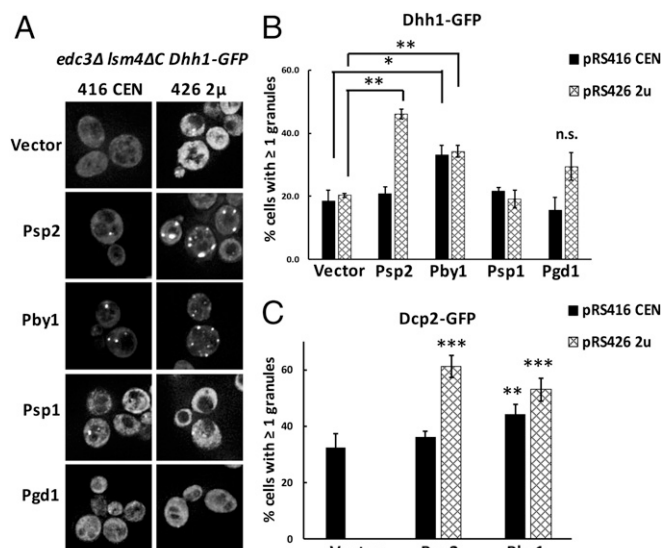 A
edc3Δ lsm4ΔC Dhh1-GFP
416 CEN 426 2μ
Vector
Psp2
Pby1
Psp1
Pgd1
B
Dhh1-GFP
pRS416 CEN
pRS426 2u
% cells with ≥ 1 granules
60.0
40.0
20.0
0.0
**
*
**
n.s.
Vector Psp2 Pby1 Psp1 Pgd1
C
Dcp2-GFP
pRS416 CEN
pRS426 2u
% cells with ≥ 1 granules
60
40
20
0
***
**
***